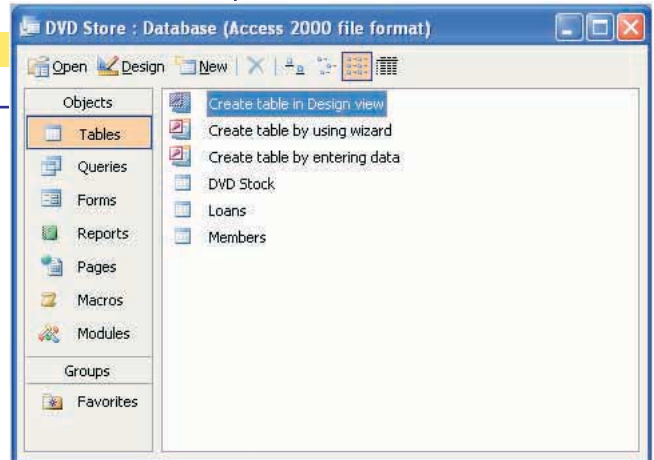 DVD Store : Database (Access 2000 file format)
Open Design New
Objects
Tables
Queries
Forms
Reports
Pages
Macros
Modules
Groups
Favorites
Create table in Design view
Create table by using wizard
Create table by entering data
DVD Stock
Loans
Members